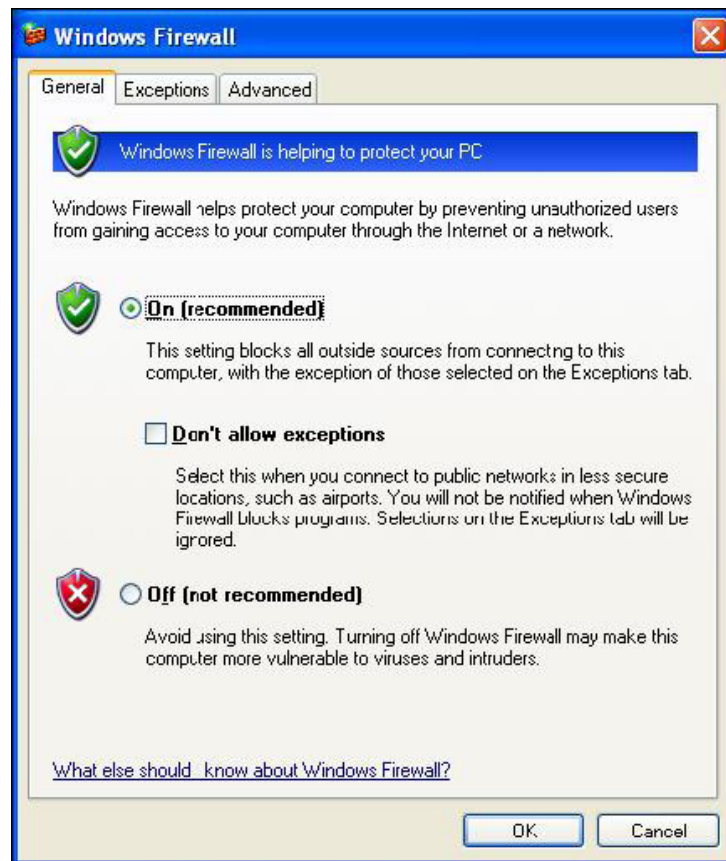 Windows Firewall
General
Exceptions
Advanced
Windows Firewall is helping to protect your PC
Windows Firewall helps protect your computer by preventing unauthorized users
from gaining access to your computer through the Internet or a network.
On (recommended)
This setting blocks all outside sources from connecting to this
computer, with the exception of those selected on the Exceptions tab.
Don't allow exceptions
Select this when you connect to public networks in less secure
locations, such as airports. You will not be notified when Windows
Firewall blocks programs. Selections on the Exceptions tab will be
ignored.
Off (not recommended)
Avoid using this setting. Turning off Windows Firewall may make this
computer more vulnerable to viruses and intruders.
What else should I know about Windows Firewall?
OK
Cancel